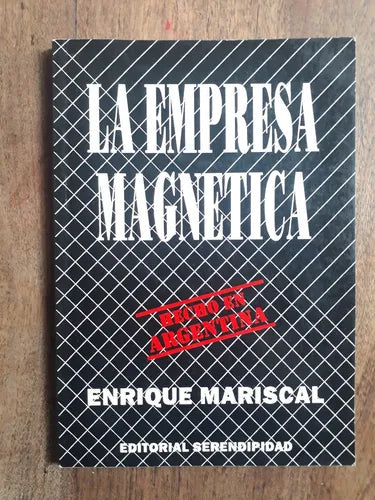 LA EMPRESA
MAGNETICA
HECHO EN
ARGENTINA
ENRIQUE MARISCAL
EDITORIAL SERENDIPIDAD